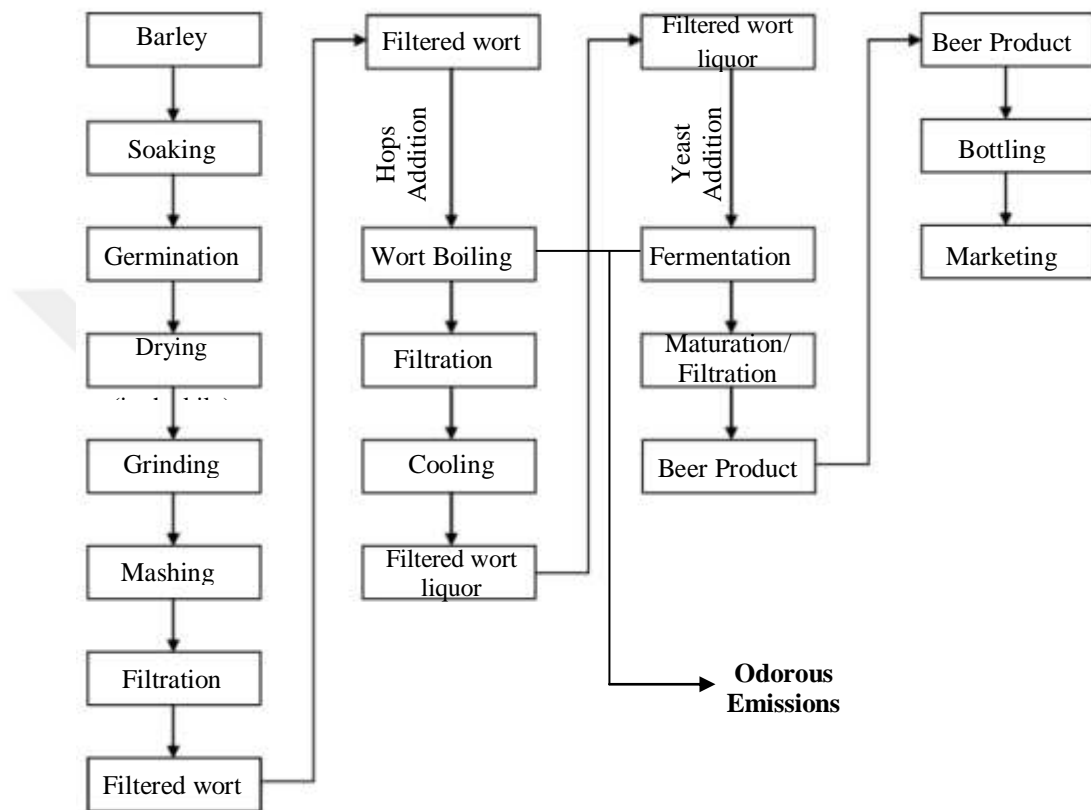 Barley
Soaking
Germination
Drying
Grinding
Mashing
Filtration
Filtered wort
Filtered wort
Hops
Addition
Wort Boiling
Filtration
Cooling
Filtered wort
liquor
Filtered wort
liquor
Yeast
Addition
Fermentation
Maturation/
Filtration
Beer Product
Odorous
Emissions
Beer Product
Bottling
Marketing